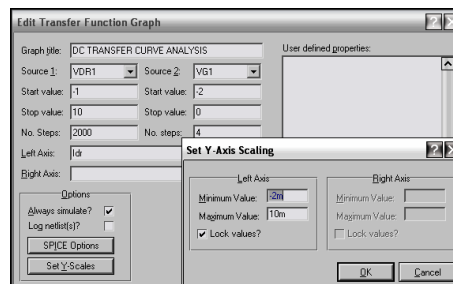 Edit Transfer Function Graph
Graph title: DC TRANSFER CURVE ANALYSIS User defined properties:
Source 1: VDR1 Source 2: VG1
Start value: -1 Start value: -2
Stop value: 10 Stop value: 0
No. Steps: 2000 No. steps: 4
Left Axis: Idr
Right Axis:
Options
Always simulate?
Log netlist(s)?
SPICE Options
Set Y-Scales
Set Y-Axis Scaling
Left Axis
Minimum Value: -2m
Maximum Value: 10m
Lock values?
Right Axis
Minimum Value:
Maximum Value:
Lock values?
OK Cancel